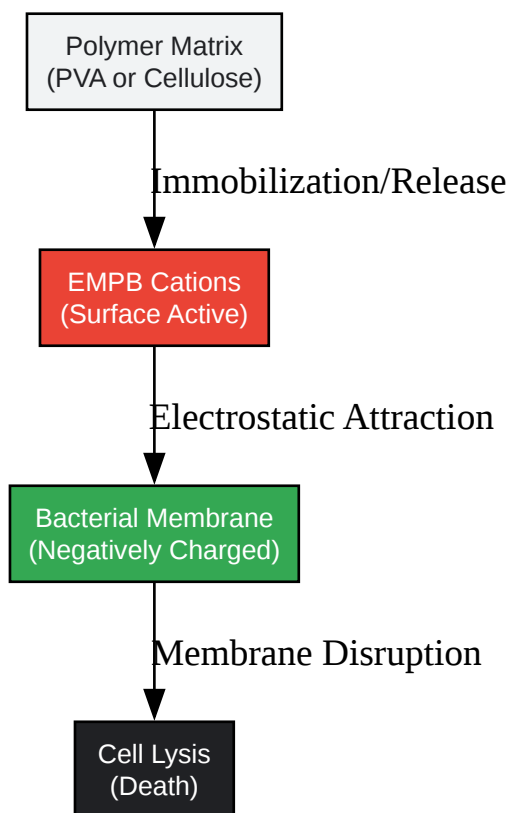 Polymer Matrix
(PVA or Cellulose)
Immobilization/Release
EMPB Cations
(Surface Active)
Electrostatic Attraction
Bacterial Membrane
(Negatively Charged)
Membrane Disruption
Cell Lysis
(Death)